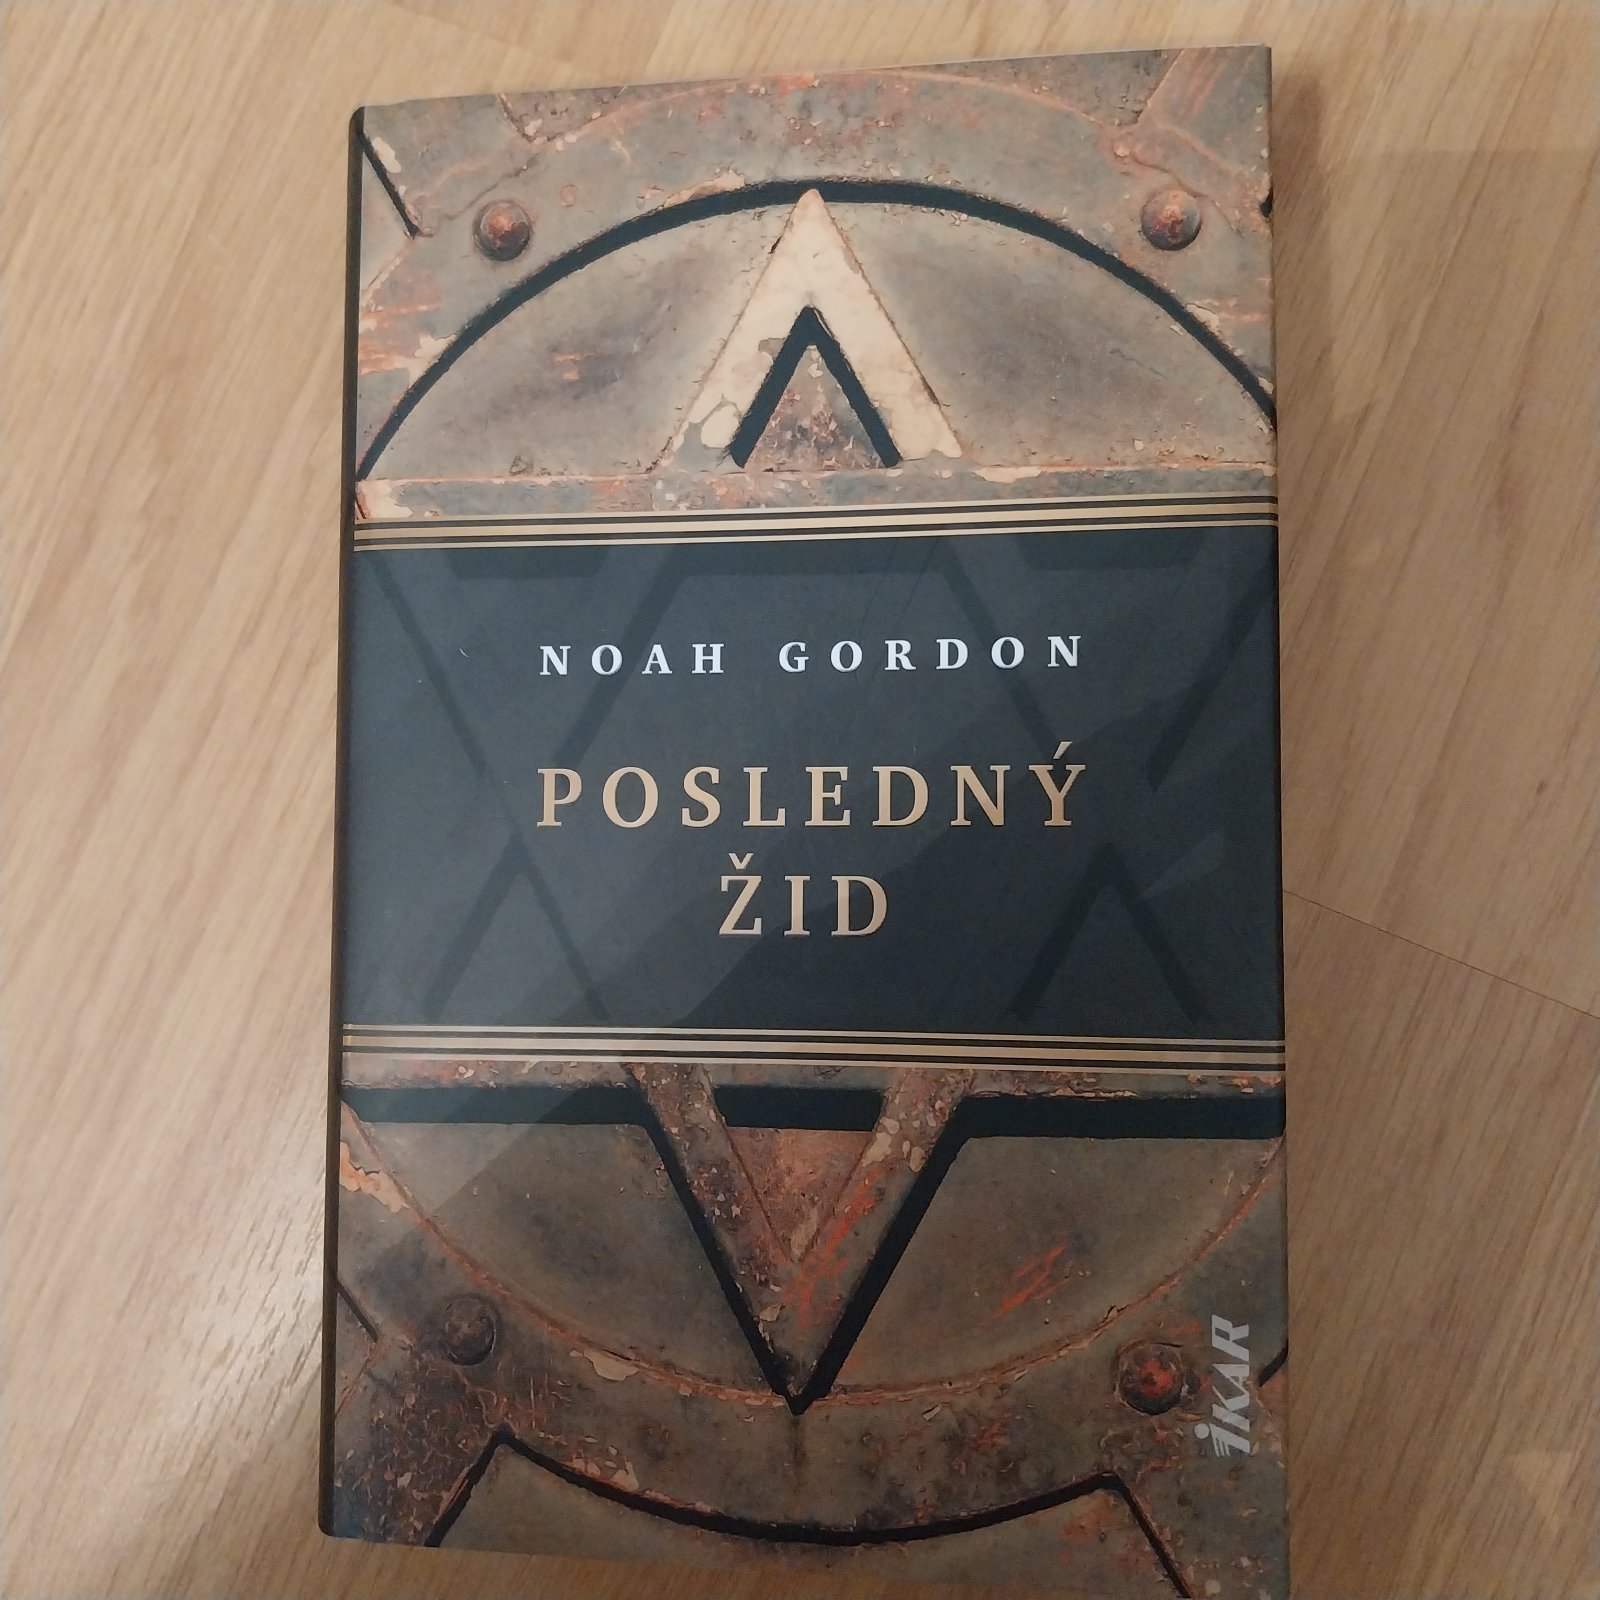 NOAH GORDON
POSLEDNÝ
ŽID
IKAR